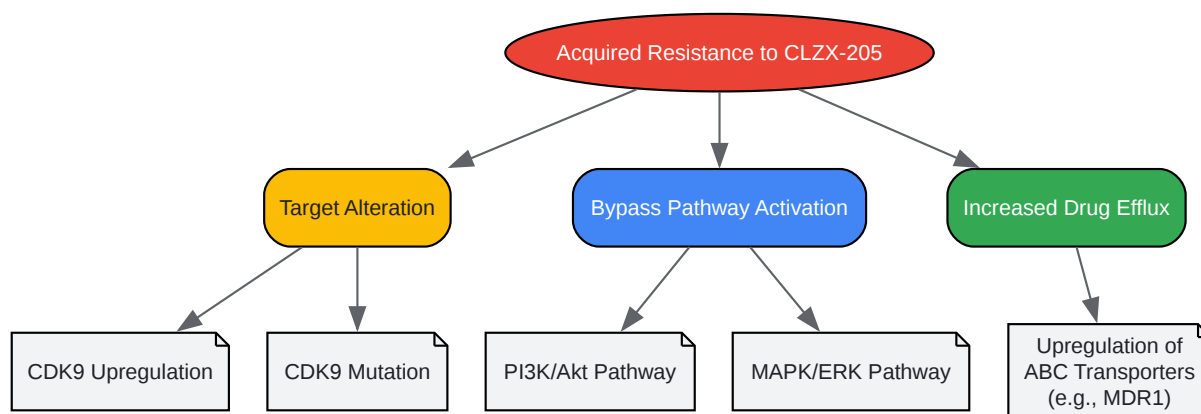 Acquired Resistance to CLZX-205
Target Alteration
Bypass Pathway Activation
Increased Drug Efflux
CDK9 Upregulation
CDK9 Mutation
PI3K/Akt Pathway
MAPK/ERK Pathway
Upregulation of
ABC Transporters
(e.g., MDR1)